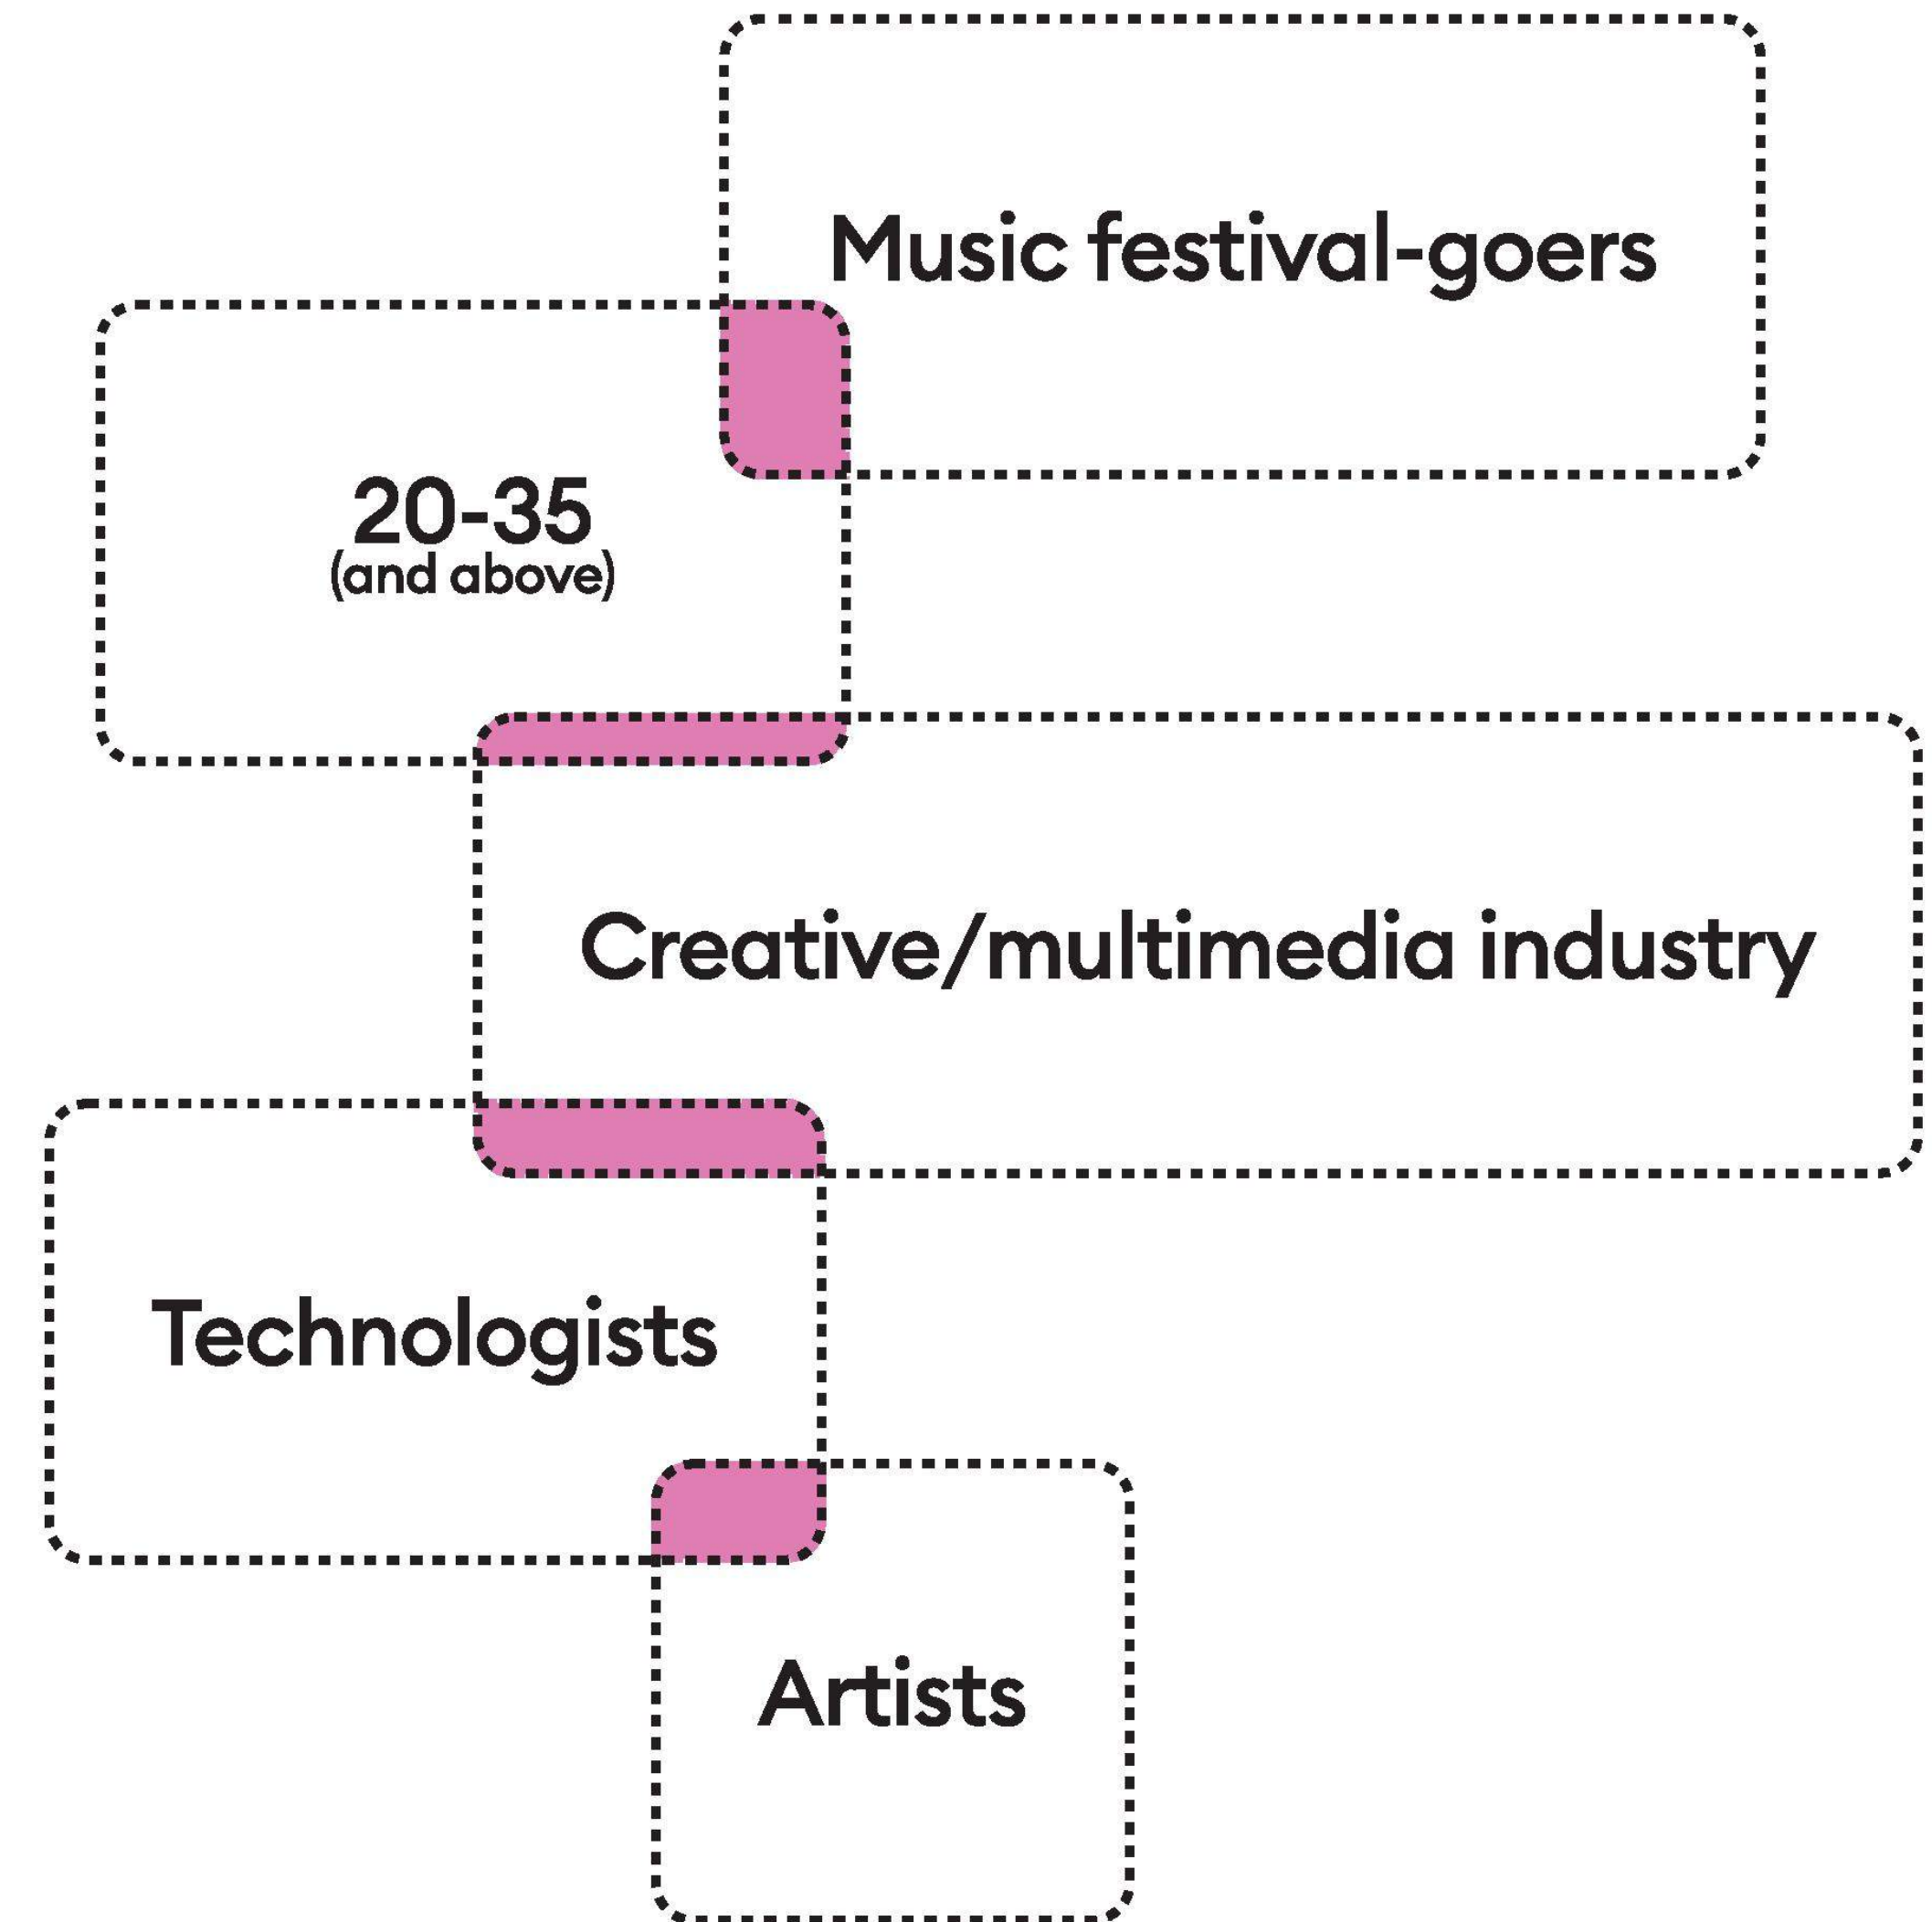 Music festival-goers
20-35
(and above)
Creative/multimedia industry
Technologists
Artists